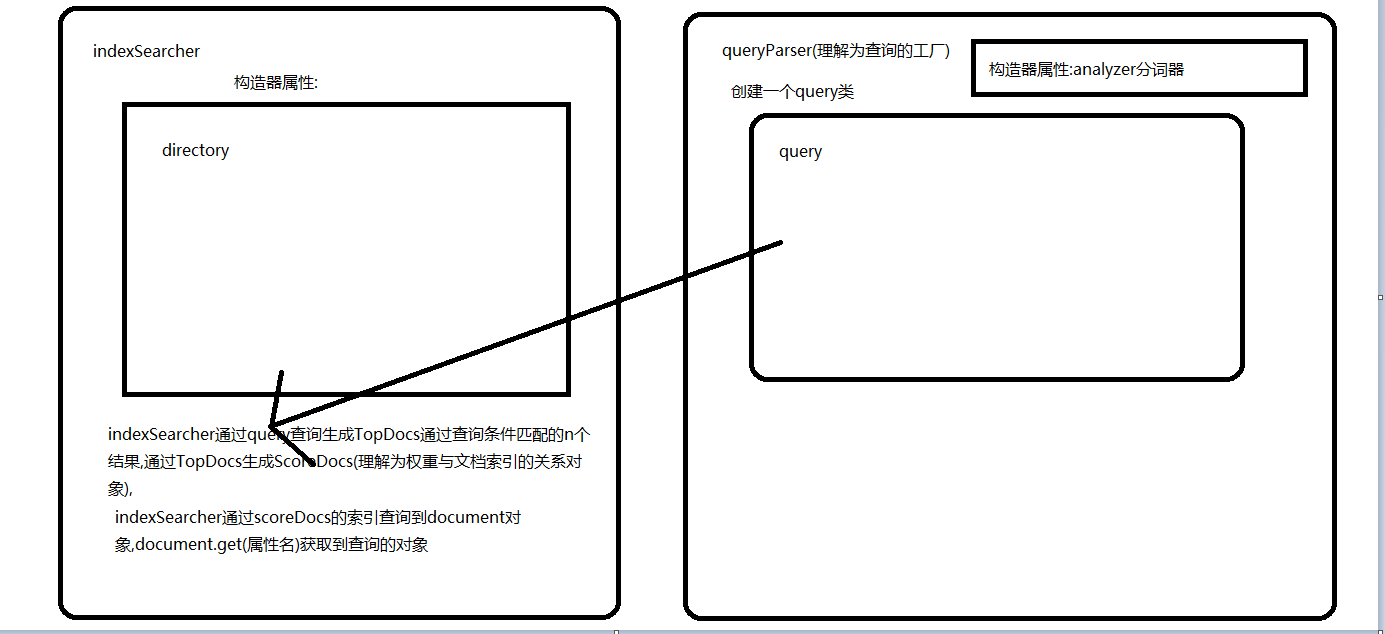 indexSearcher
构造器属性:
directory
indexSearcher通过query查询生成TopDocs通过查询条件匹配的n个
结果,通过TopDocs生成ScoreDocs(理解为权重与文档索引的关系对
象),
indexSearcher通过scoreDocs的索引查询到document对
象,document.get(属性名)获取到查询的对象
queryParser(理解为查询的工厂)
构造器属性:analyzer分词器
创建一个query类
query